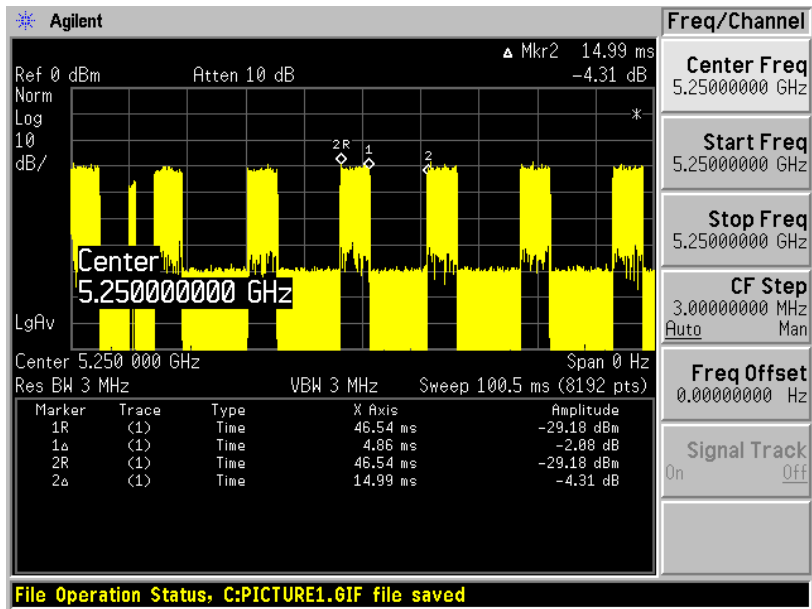 Agilent
Freq/Channel
Δ Mkr2 14.99 ms
Ref 0 dBm Atten 10 dB -4.31 dB
Norm
Log
10
dB/
*
2R 1 2
Center
5.250000000 GHz
LgAv
Center 5.250 000 GHz Span 0 Hz
Res BW 3 MHz VBW 3 MHz Sweep 100.5 ms (8192 pts)
Marker Trace Type X Axis Amplitude
1R (1) Time 46.54 ms -29.18 dBm
1Δ (1) Time 4.86 ms -2.08 dB
2R (1) Time 46.54 ms -29.18 dBm
2Δ (1) Time 14.99 ms -4.31 dB
Center Freq
5.25000000 GHz
Start Freq
5.25000000 GHz
Stop Freq
5.25000000 GHz
CF Step
3.00000000 MHz
Auto Man
Freq Offset
0.00000000 Hz
Signal Track
On Off
File Operation Status, C:PICTURE1.GIF file saved